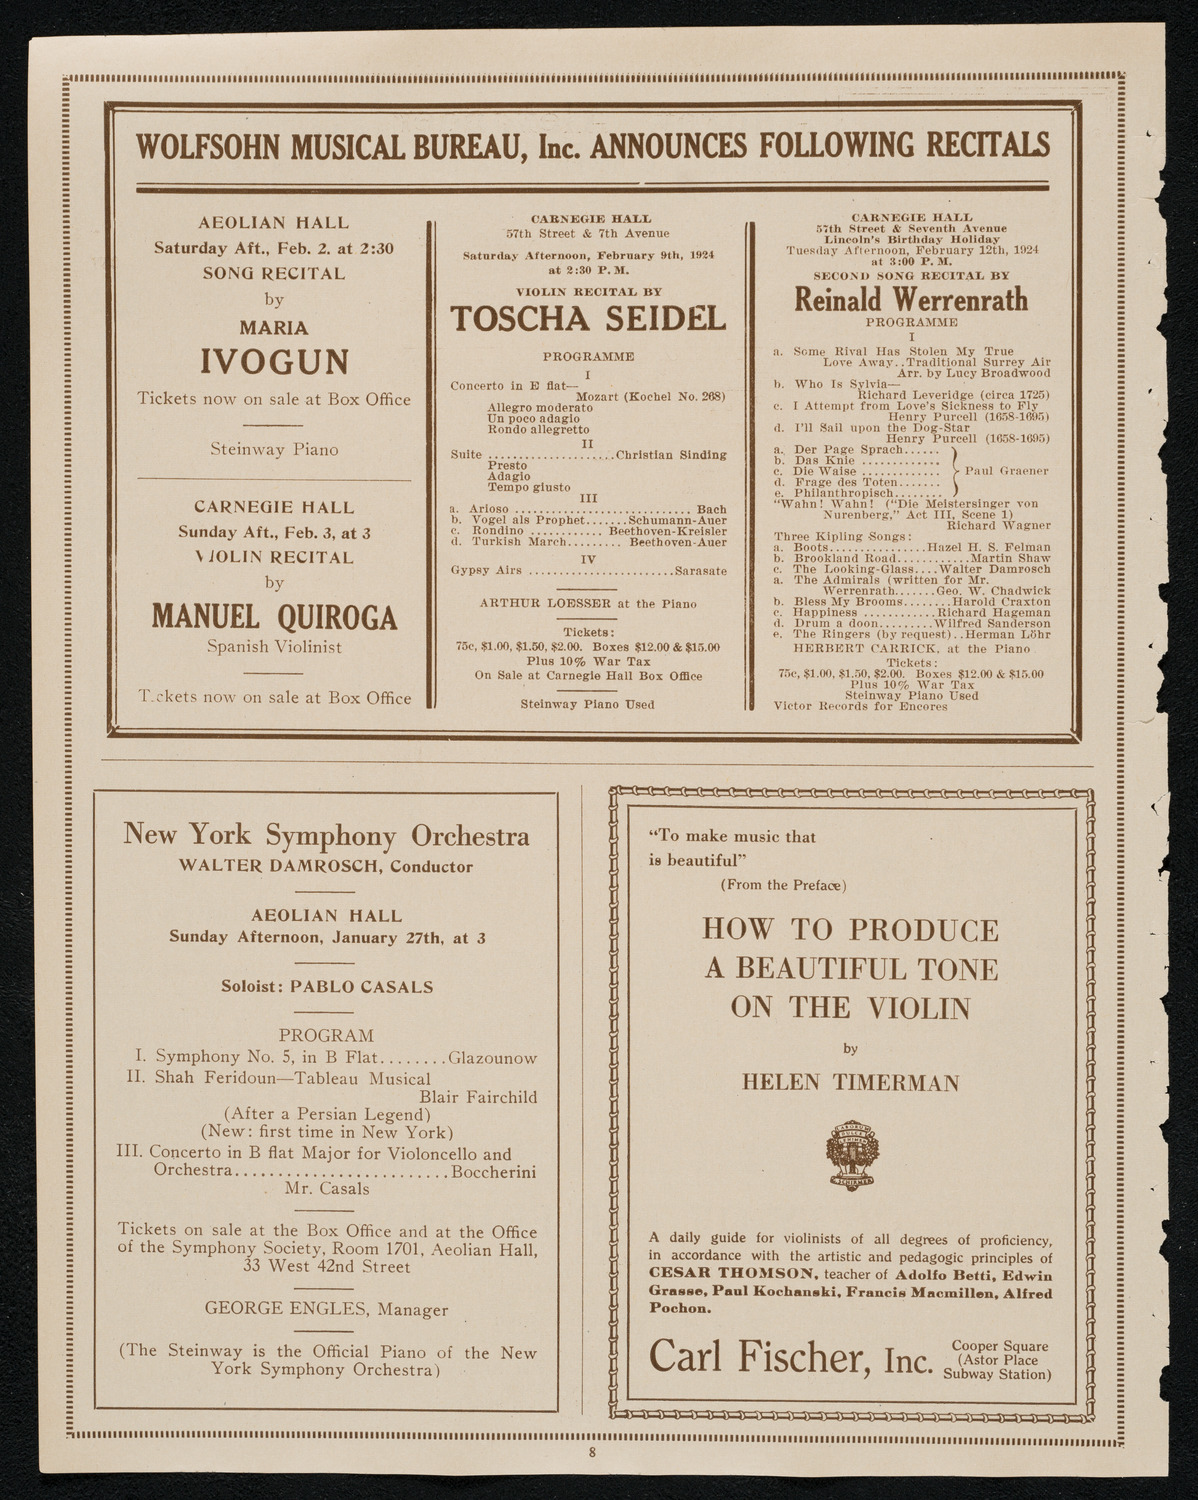 WOLFSOHN MUSICAL BUREAU, Inc. ANNOUNCES FOLLOWING RECITALS
AEOLIAN HALL
Saturday Aft., Feb. 2. at 2:30
SONG RECITAL
by
MARIA
IVOGUN
Tickets now on sale at Box Office
Steinway Piano
CARNEGIE HALL
Sunday Aft., Feb. 3, at 3
VIOLIN RECITAL
by
MANUEL QUIROGA
Spanish Violinist
Tickets now on sale at Box Office
CARNEGIE HALL
57th Street & 7th Avenue
Saturday Afternoon, February 9th, 1924
at 2:30 P. M.
VIOLIN RECITAL BY
TOSCHA SEIDEL
PROGRAMME
I
Concerto in E flat—
Mozart (Kochel No. 268)
Allegro moderato
Un poco adagio
Rondo allegretto
II
Suite ....................Christian Sinding
Presto
Adagio
Tempo giusto
III
a. Arioso ............................ Bach
b. Vogel als Prophet.......Schumann-Auer
c. Rondino ........... Beethoven-Kreisler
d. Turkish March......... Beethoven-Auer
IV
Gypsy Airs .......................Sarasate
ARTHUR LOESSER at the Piano
Tickets:
75c, $1.00, $1.50, $2.00. Boxes $12.00 & $15.00
Plus 10% War Tax
On Sale at Carnegie Hall Box Office
Steinway Piano Used
CARNEGIE HALL
57th Street & Seventh Avenue
Lincoln's Birthday Holiday
Tuesday Afternoon, February 12th, 1924
at 3:00 P. M.
SECOND SONG RECITAL BY
Reinald Werrenrath
PROGRAMME
I
a. Some Rival Has Stolen My True
Love Away..Traditional Surrey Air
Arr. by Lucy Broadwood
b. Who Is Sylvia—
Richard Leveridge (circa 1725)
c. I Attempt from Love's Sickness to Fly
Henry Purcell (1658-1695)
d. I'll Sail upon the Dog-Star
Henry Purcell (1658-1695)
a. Der Page Sprach......
b. Das Knie ............
c. Die Waise ............ Paul Graener
d. Frage des Toten.......
e. Philanthropisch........
"Wahn! Wahn! ("Die Meistersinger von
Nurenberg," Act III, Scene 1)
Richard Wagner
Three Kipling Songs:
a. Boots................Hazel H. S. Felman
b. Brookland Road............Martin Shaw
c. The Looking-Glass....Walter Damrosch
a. The Admirals (written for Mr.
Werrenrath.......Geo. W. Chadwick
b. Bless My Brooms........Harold Craxton
c. Happiness ............Richard Hageman
d. Drum a doon.........Wilfred Sanderson
e. The Ringers (by request)..Herman Löhr
HERBERT CARRICK, at the Piano
Tickets:
75c, $1.00, $1.50, $2.00. Boxes $12.00 & $15.00
Plus 10% War Tax
Steinway Piano Used
Victor Records for Encores
New York Symphony Orchestra
WALTER DAMROSCH, Conductor
AEOLIAN HALL
Sunday Afternoon, January 27th, at 3
Soloist: PABLO CASALS
PROGRAM
I. Symphony No. 5, in B Flat........Glazounow
II. Shah Feridoun—Tableau Musical
Blair Fairchild
(After a Persian Legend)
(New: first time in New York)
III. Concerto in B flat Major for Violoncello and
Orchestra.........................Boccherini
Mr. Casals
Tickets on sale at the Box Office and at the Office
of the Symphony Society, Room 1701, Aeolian Hall,
33 West 42nd Street
GEORGE ENGLES, Manager
(The Steinway is the Official Piano of the New
York Symphony Orchestra)
"To make music that
is beautiful"
(From the Preface)
HOW TO PRODUCE
A BEAUTIFUL TONE
ON THE VIOLIN
by
HELEN TIMERMAN
A daily guide for violinists of all degrees of proficiency,
in accordance with the artistic and pedagogic principles of
CESAR THOMSON, teacher of Adolfo Betti, Edwin
Grasse, Paul Kochanski, Francis Macmillen, Alfred
Pochon.
Carl Fischer, Inc.
Cooper Square
(Astor Place
Subway Station)
8